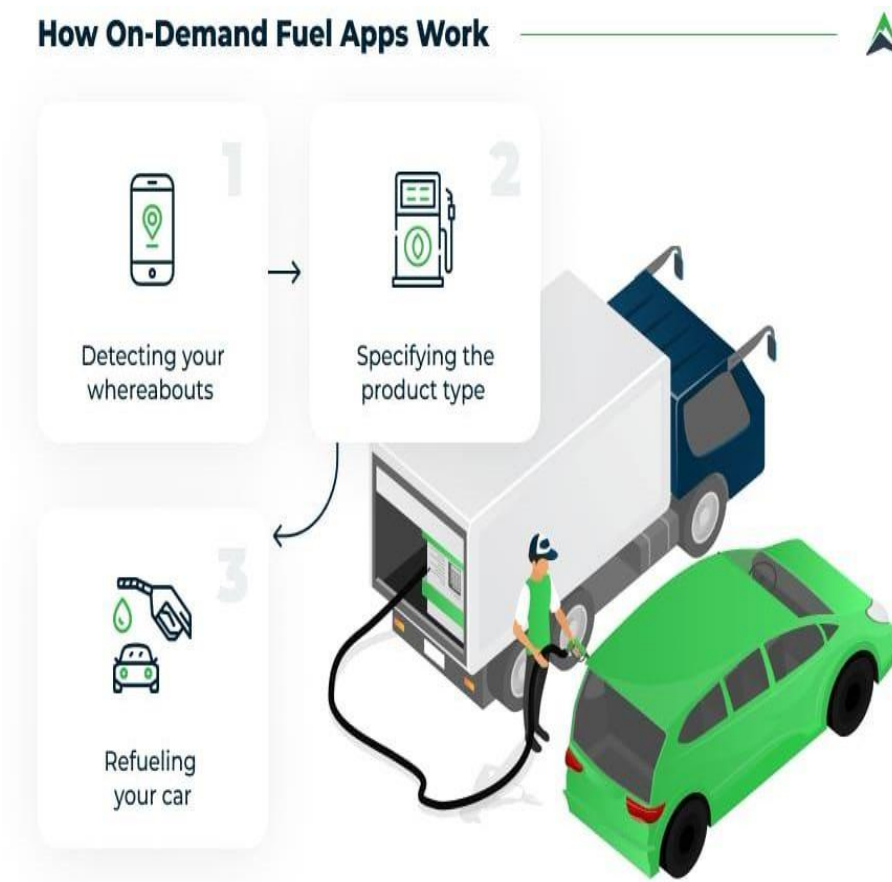 How On-Demand Fuel Apps Work
1
Detecting your
whereabouts
2
Specifying the
product type
3
Refueling
your car